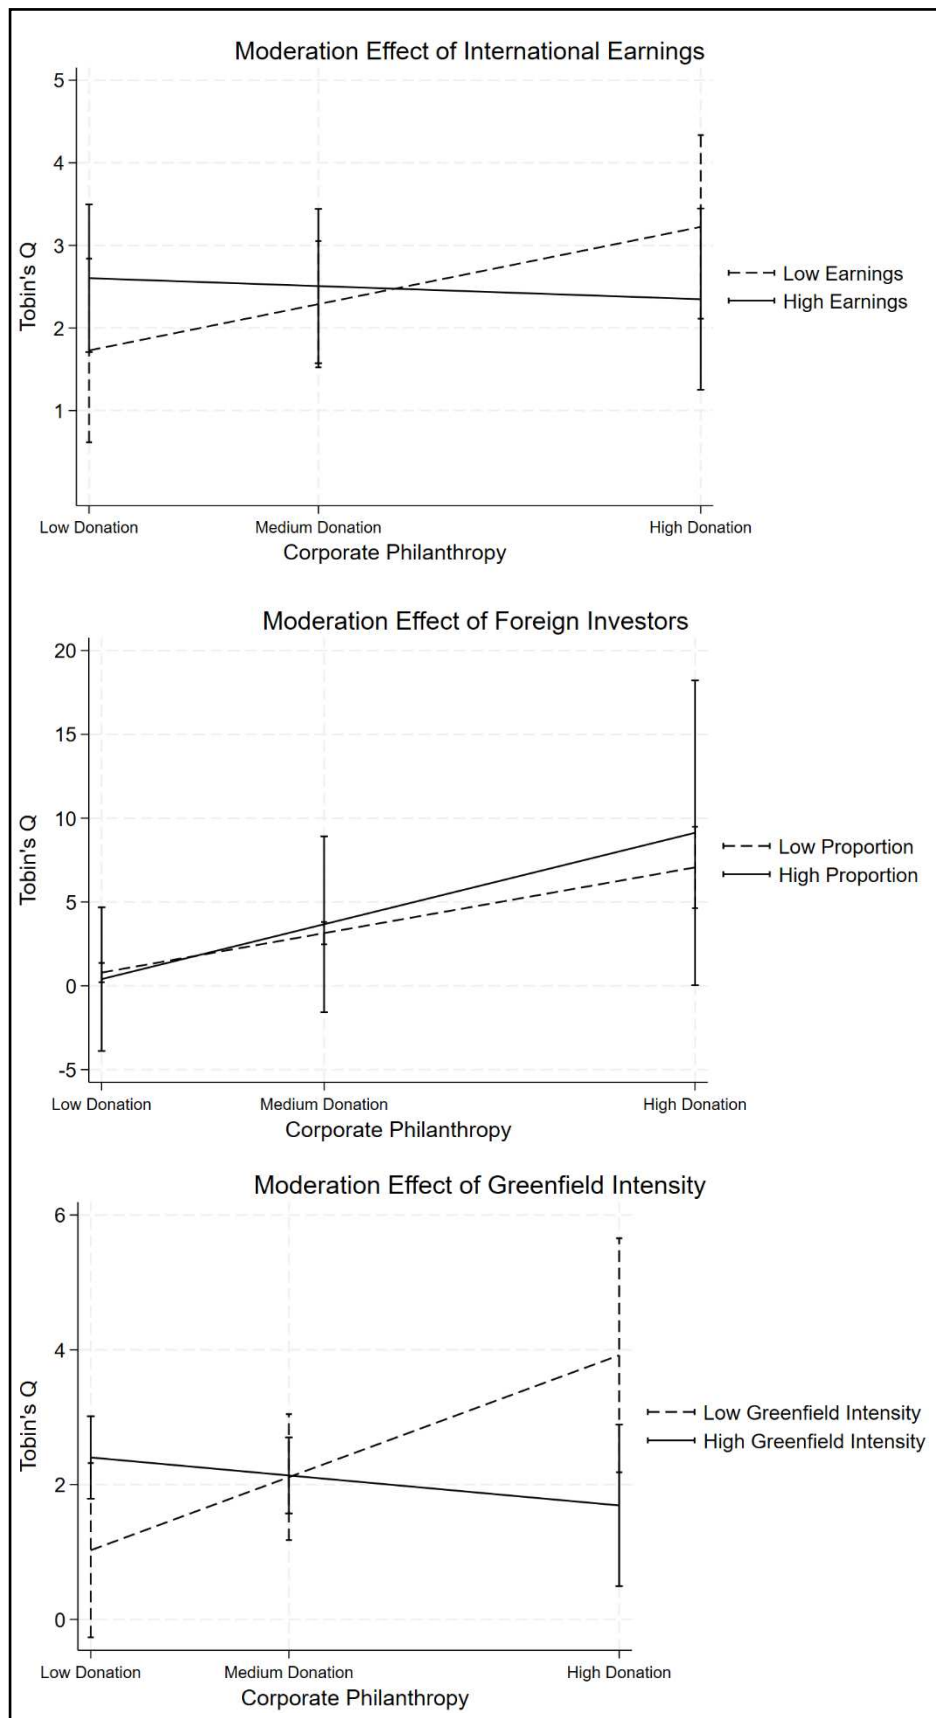 Moderation Effect of International Earnings
5
4
3
2
1
Tobin's Q
Low Donation
Medium Donation
High Donation
Corporate Philanthropy
Low Earnings
High Earnings
Moderation Effect of Foreign Investors
20
15
10
5
0
-5
Tobin's Q
Low Donation
Medium Donation
High Donation
Corporate Philanthropy
Low Proportion
High Proportion
Moderation Effect of Greenfield Intensity
6
4
2
0
Tobin's Q
Low Donation
Medium Donation
High Donation
Corporate Philanthropy
Low Greenfield Intensity
High Greenfield Intensity